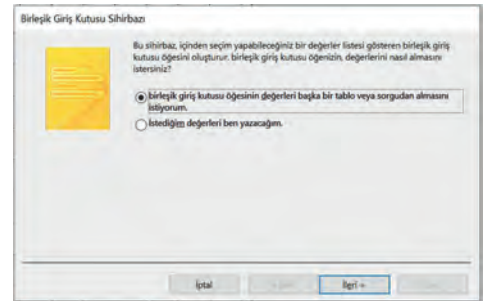 Birleşik Giriş Kutusu Sihirbazı
Bu sihirbaz, içinden seçim yapabileceğiniz bir değerler listesi gösteren birleşik giriş
kutusu öğesini oluşturur. birleşik giriş kutusu öğenizin, değerlerini nasıl almasını
istersiniz?
birleşik giriş kutusu öğesinin değerleri başka bir tablo veya sorgudan almasını
istiyorum.
İstediğim değerleri ben yazacağım.
İptal
İleri